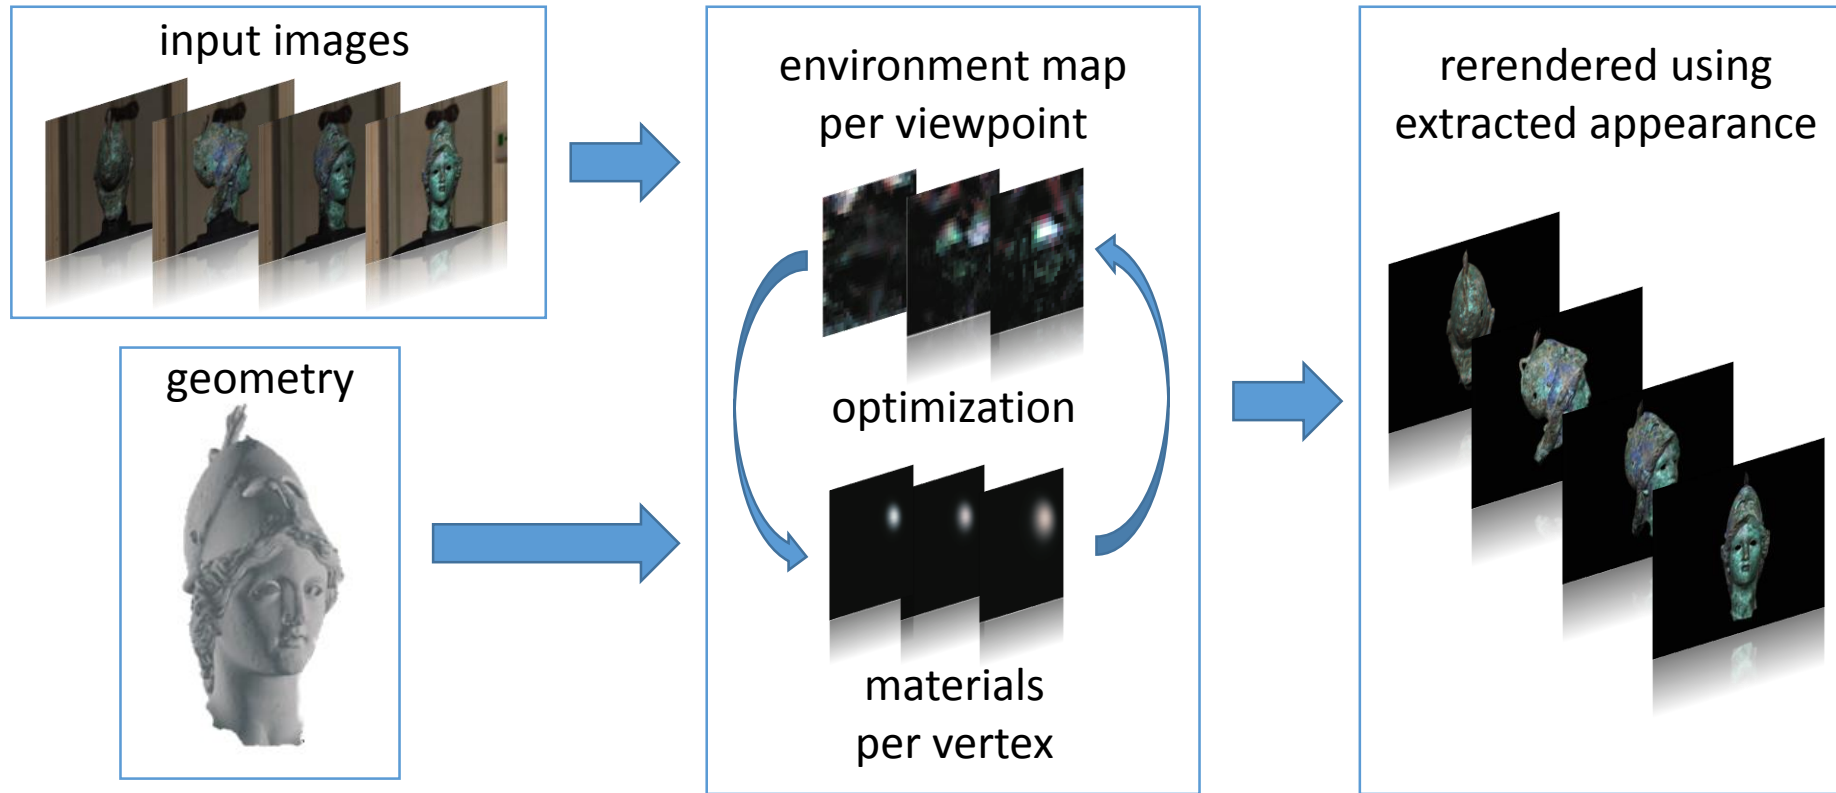 input images
geometry
environment map
per viewpoint
optimization
materials
per vertex
rerendered using
extracted appearance